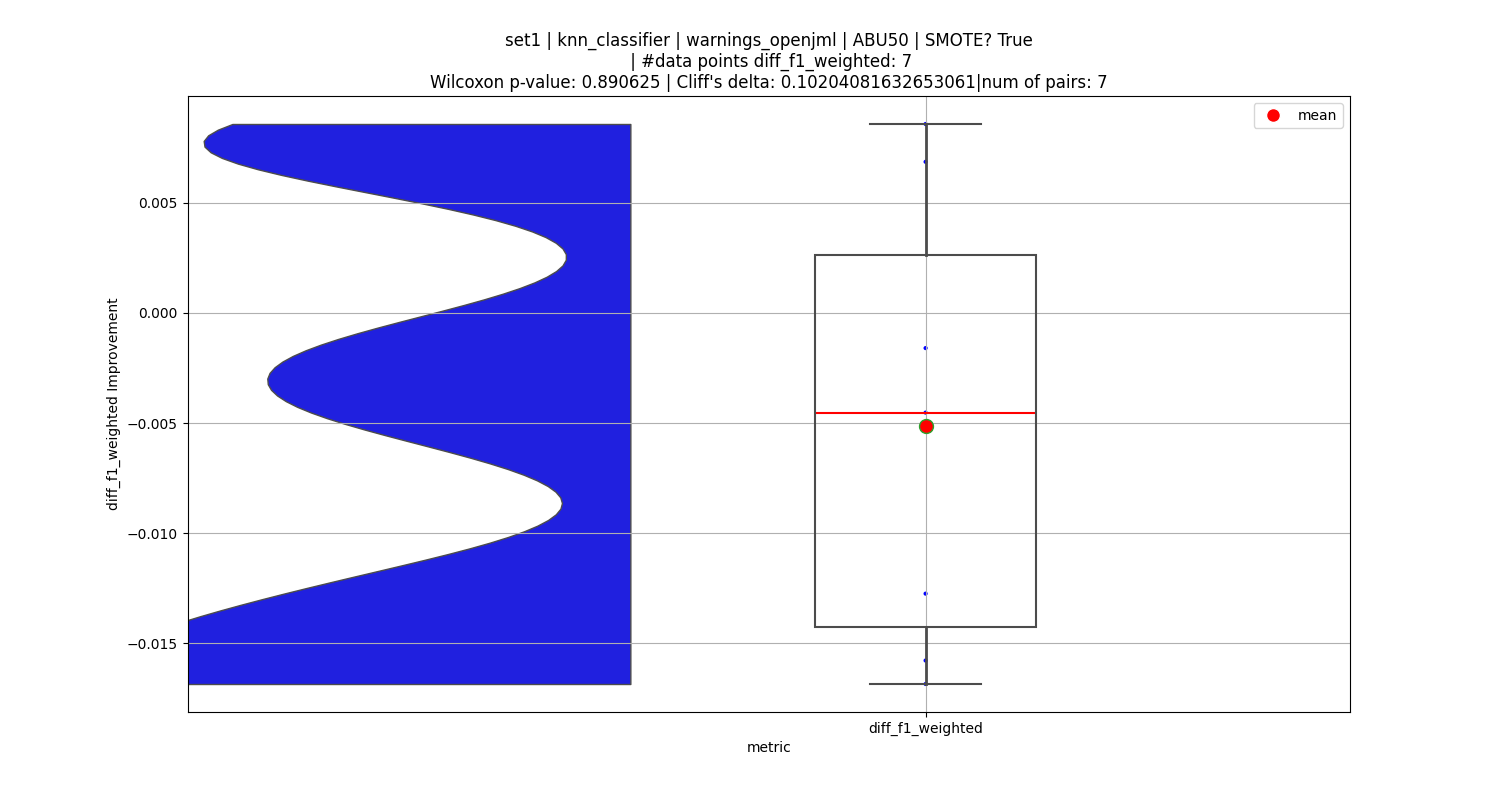 set1 | knn_classifier | warnings_openjml | ABU50 | SMOTE? True
| #data points diff_f1_weighted: 7
Wilcoxon p-value: 0.890625 | Cliff's delta: 0.10204081632653061|num of pairs: 7
mean
0.005
0.000
−0.005
−0.010
−0.015
diff_f1_weighted Improvement
diff_f1_weighted
metric